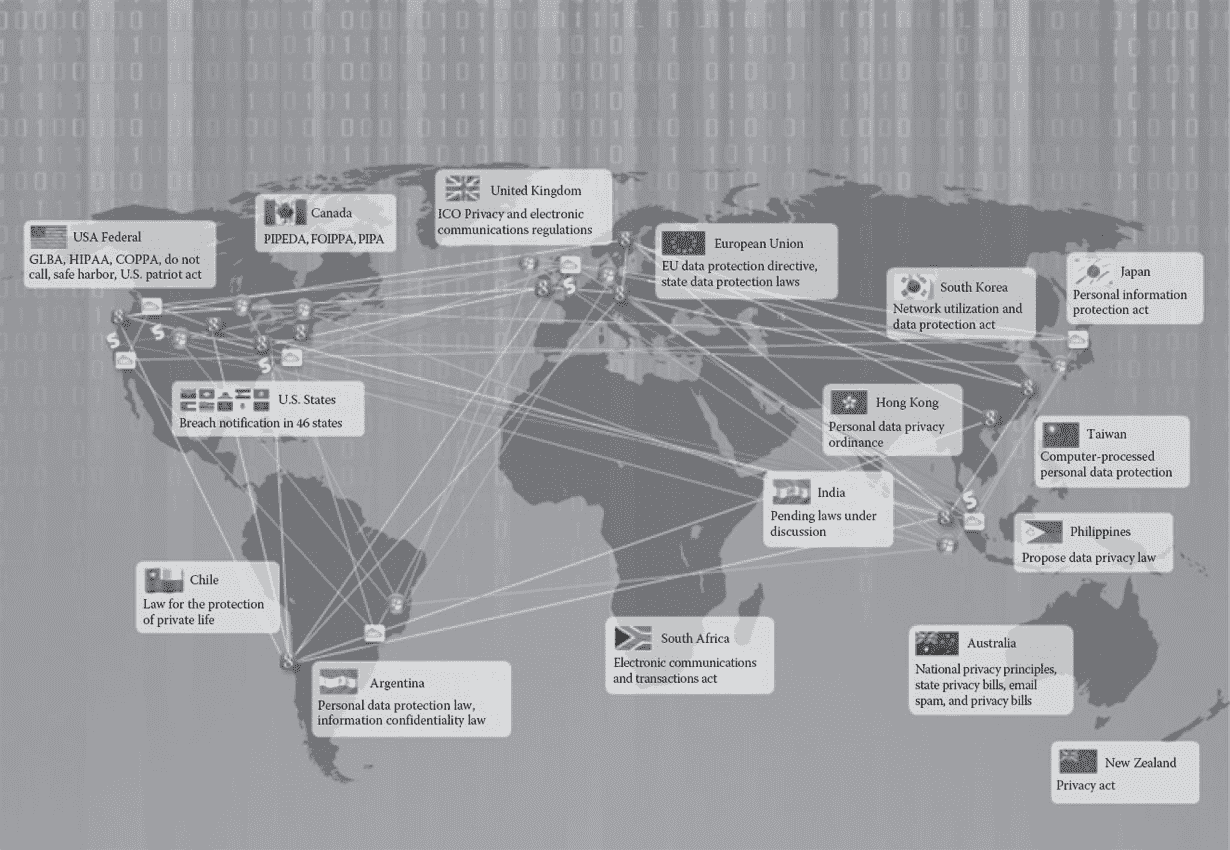 United Kingdom
ICO Privacy and electronic
communications regulations
Canada
PIPEDA, FOIPPA, PIPA
USA Federal
GLBA, HIPAA, COPPA, do not
call, safe harbor, U.S. patriot act
European Union
EU data protection directive,
state data protection laws
South Korea
Network utilization and
data protection act
Japan
Personal information
protection act
U.S. States
Breach notification in 46 states
Hong Kong
Personal data privacy
ordinance
Taiwan
Computer-processed
personal data protection
India
Pending laws under
discussion
Philippines
Propose data privacy law
Chile
Law for the protection
of private life
South Africa
Electronic communications
and transactions act
Australia
National privacy principles,
state privacy bills, email
spam, and privacy bills
Argentina
Personal data protection law,
information confidentiality law
New Zealand
Privacy act